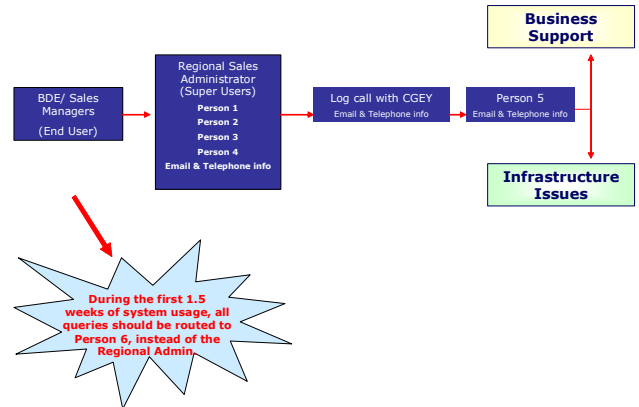 BDE/ Sales
Managers
(End User)
Regional Sales
Administrator
(Super Users)
Person 1
Person 2
Person 3
Person 4
Email & Telephone info
Log call with CGEY
Email & Telephone info
Person 5
Email & Telephone info
Business
Support
Infrastructure
Issues
During the first 1.5
weeks of system usage, all
queries should be routed to
Person 6, instead of the
Regional Admin